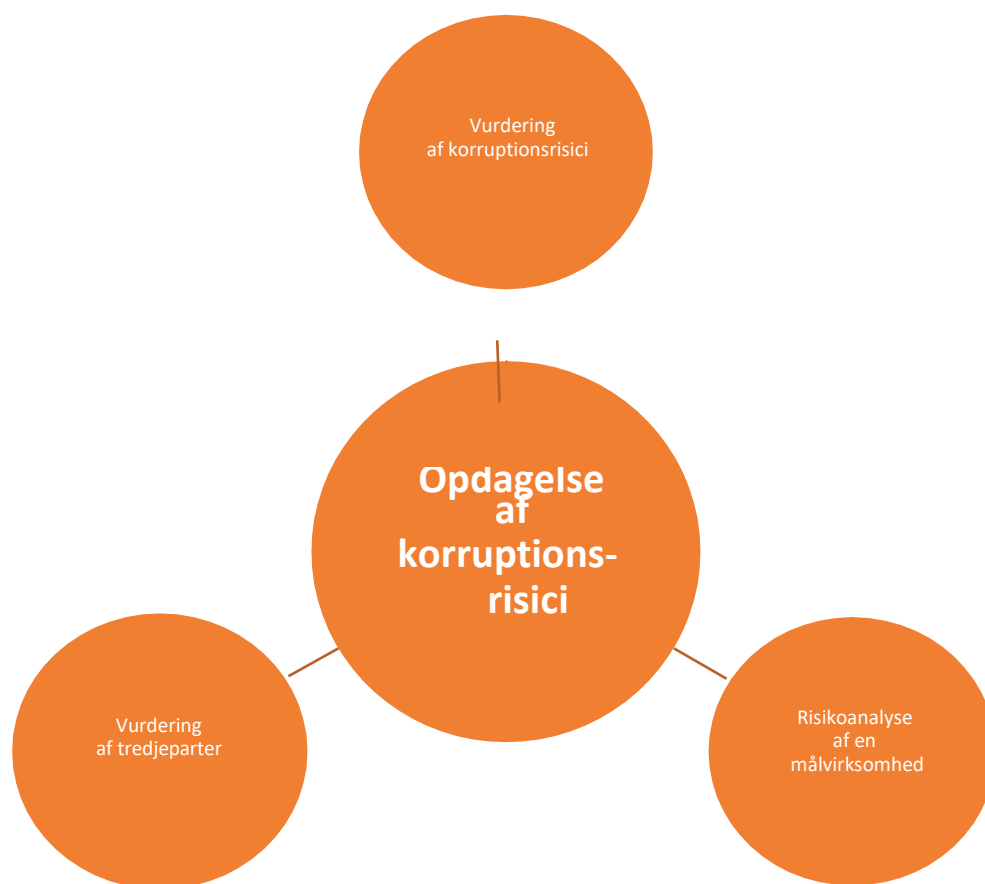 Vurdering
af korruptionsrisici
Opdagelse
af
korruptions-
risici
Vurdering
af tredjeparter
Risikoanalyse
af en
målvirksomhed